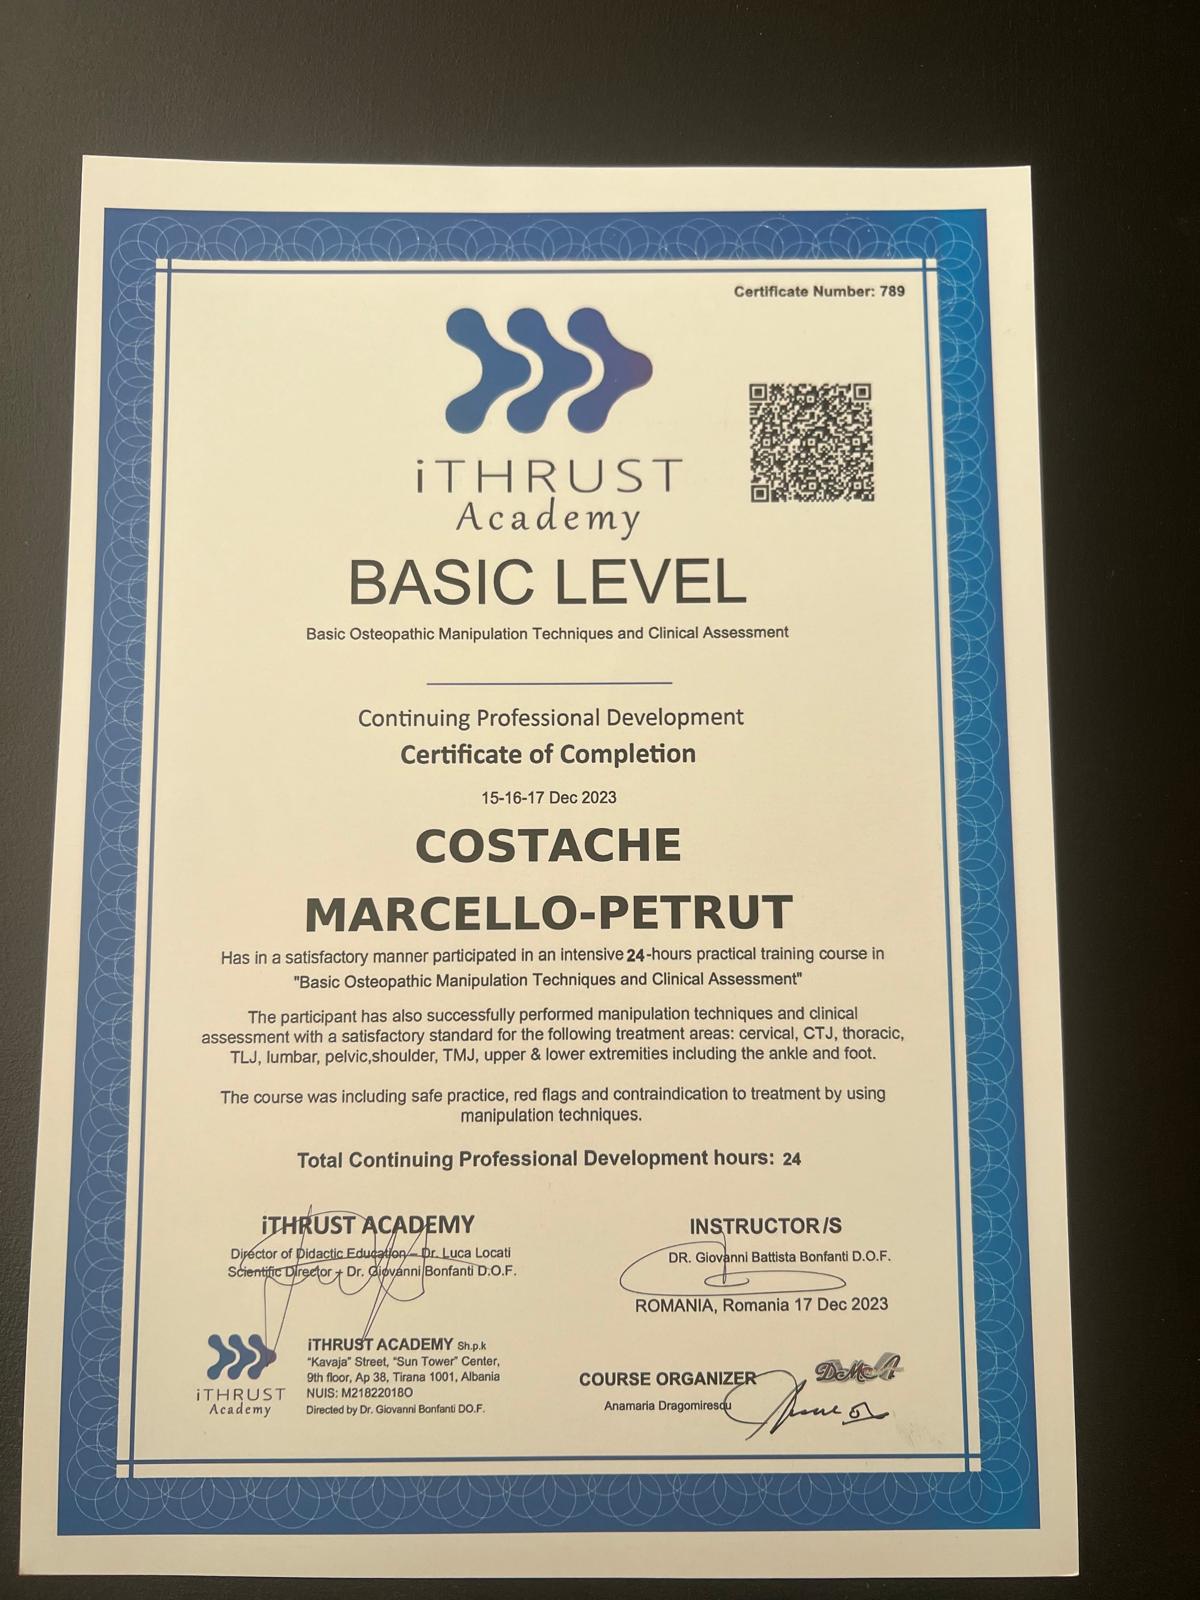 Certificate Number: 789
iTHRUST
Academy
BASIC LEVEL
Basic Osteopathic Manipulation Techniques and Clinical Assessment
Continuing Professional Development
Certificate of Completion
15-16-17 Dec 2023
COSTACHE
MARCELLO-PETRUT
Has in a satisfactory manner participated in an intensive 24-hours practical training course in
"Basic Osteopathic Manipulation Techniques and Clinical Assessment"
The participant has also successfully performed manipulation techniques and clinical
assessment with a satisfactory standard for the following treatment areas: cervical, CTJ, thoracic,
TLJ, lumbar, pelvic,shoulder, TMJ, upper & lower extremities including the ankle and foot.
The course was including safe practice, red flags and contraindication to treatment by using
manipulation techniques.
Total Continuing Professional Development hours: 24
iTHRUST ACADEMY
Director of Didactic Education – Dr. Luca Locati
Scientific Director – Dr. Giovanni Bonfanti D.O.F.
INSTRUCTOR/S
DR. Giovanni Battista Bonfanti D.O.F.
ROMANIA, Romania 17 Dec 2023
iTHRUST
Academy
iTHRUST ACADEMY Sh.p.k
"Kavaja" Street, "Sun Tower" Center,
9th floor, Ap 38, Tirana 1001, Albania
NUIS: M21822018O
Directed by Dr. Giovanni Bonfanti DO.F.
COURSE ORGANIZER
Anamaria Dragomirescu
DMCA